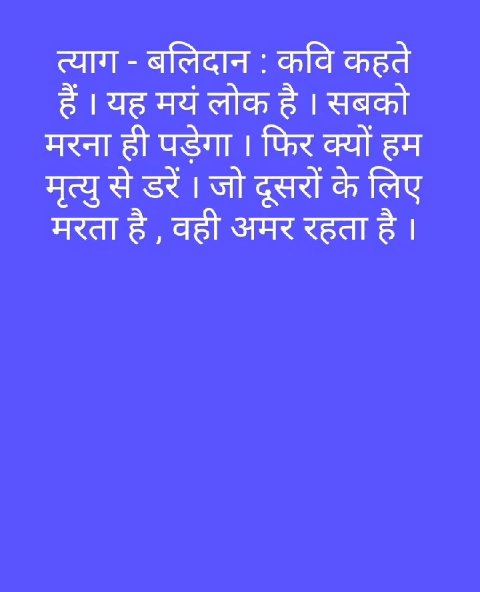 त्याग - बलिदान : कवि कहते
हैं । यह मयं लोक है । सबको
मरना ही पड़ेगा । फिर क्यों हम
मृत्यु से डरें । जो दूसरों के लिए
मरता है , वही अमर रहता है ।